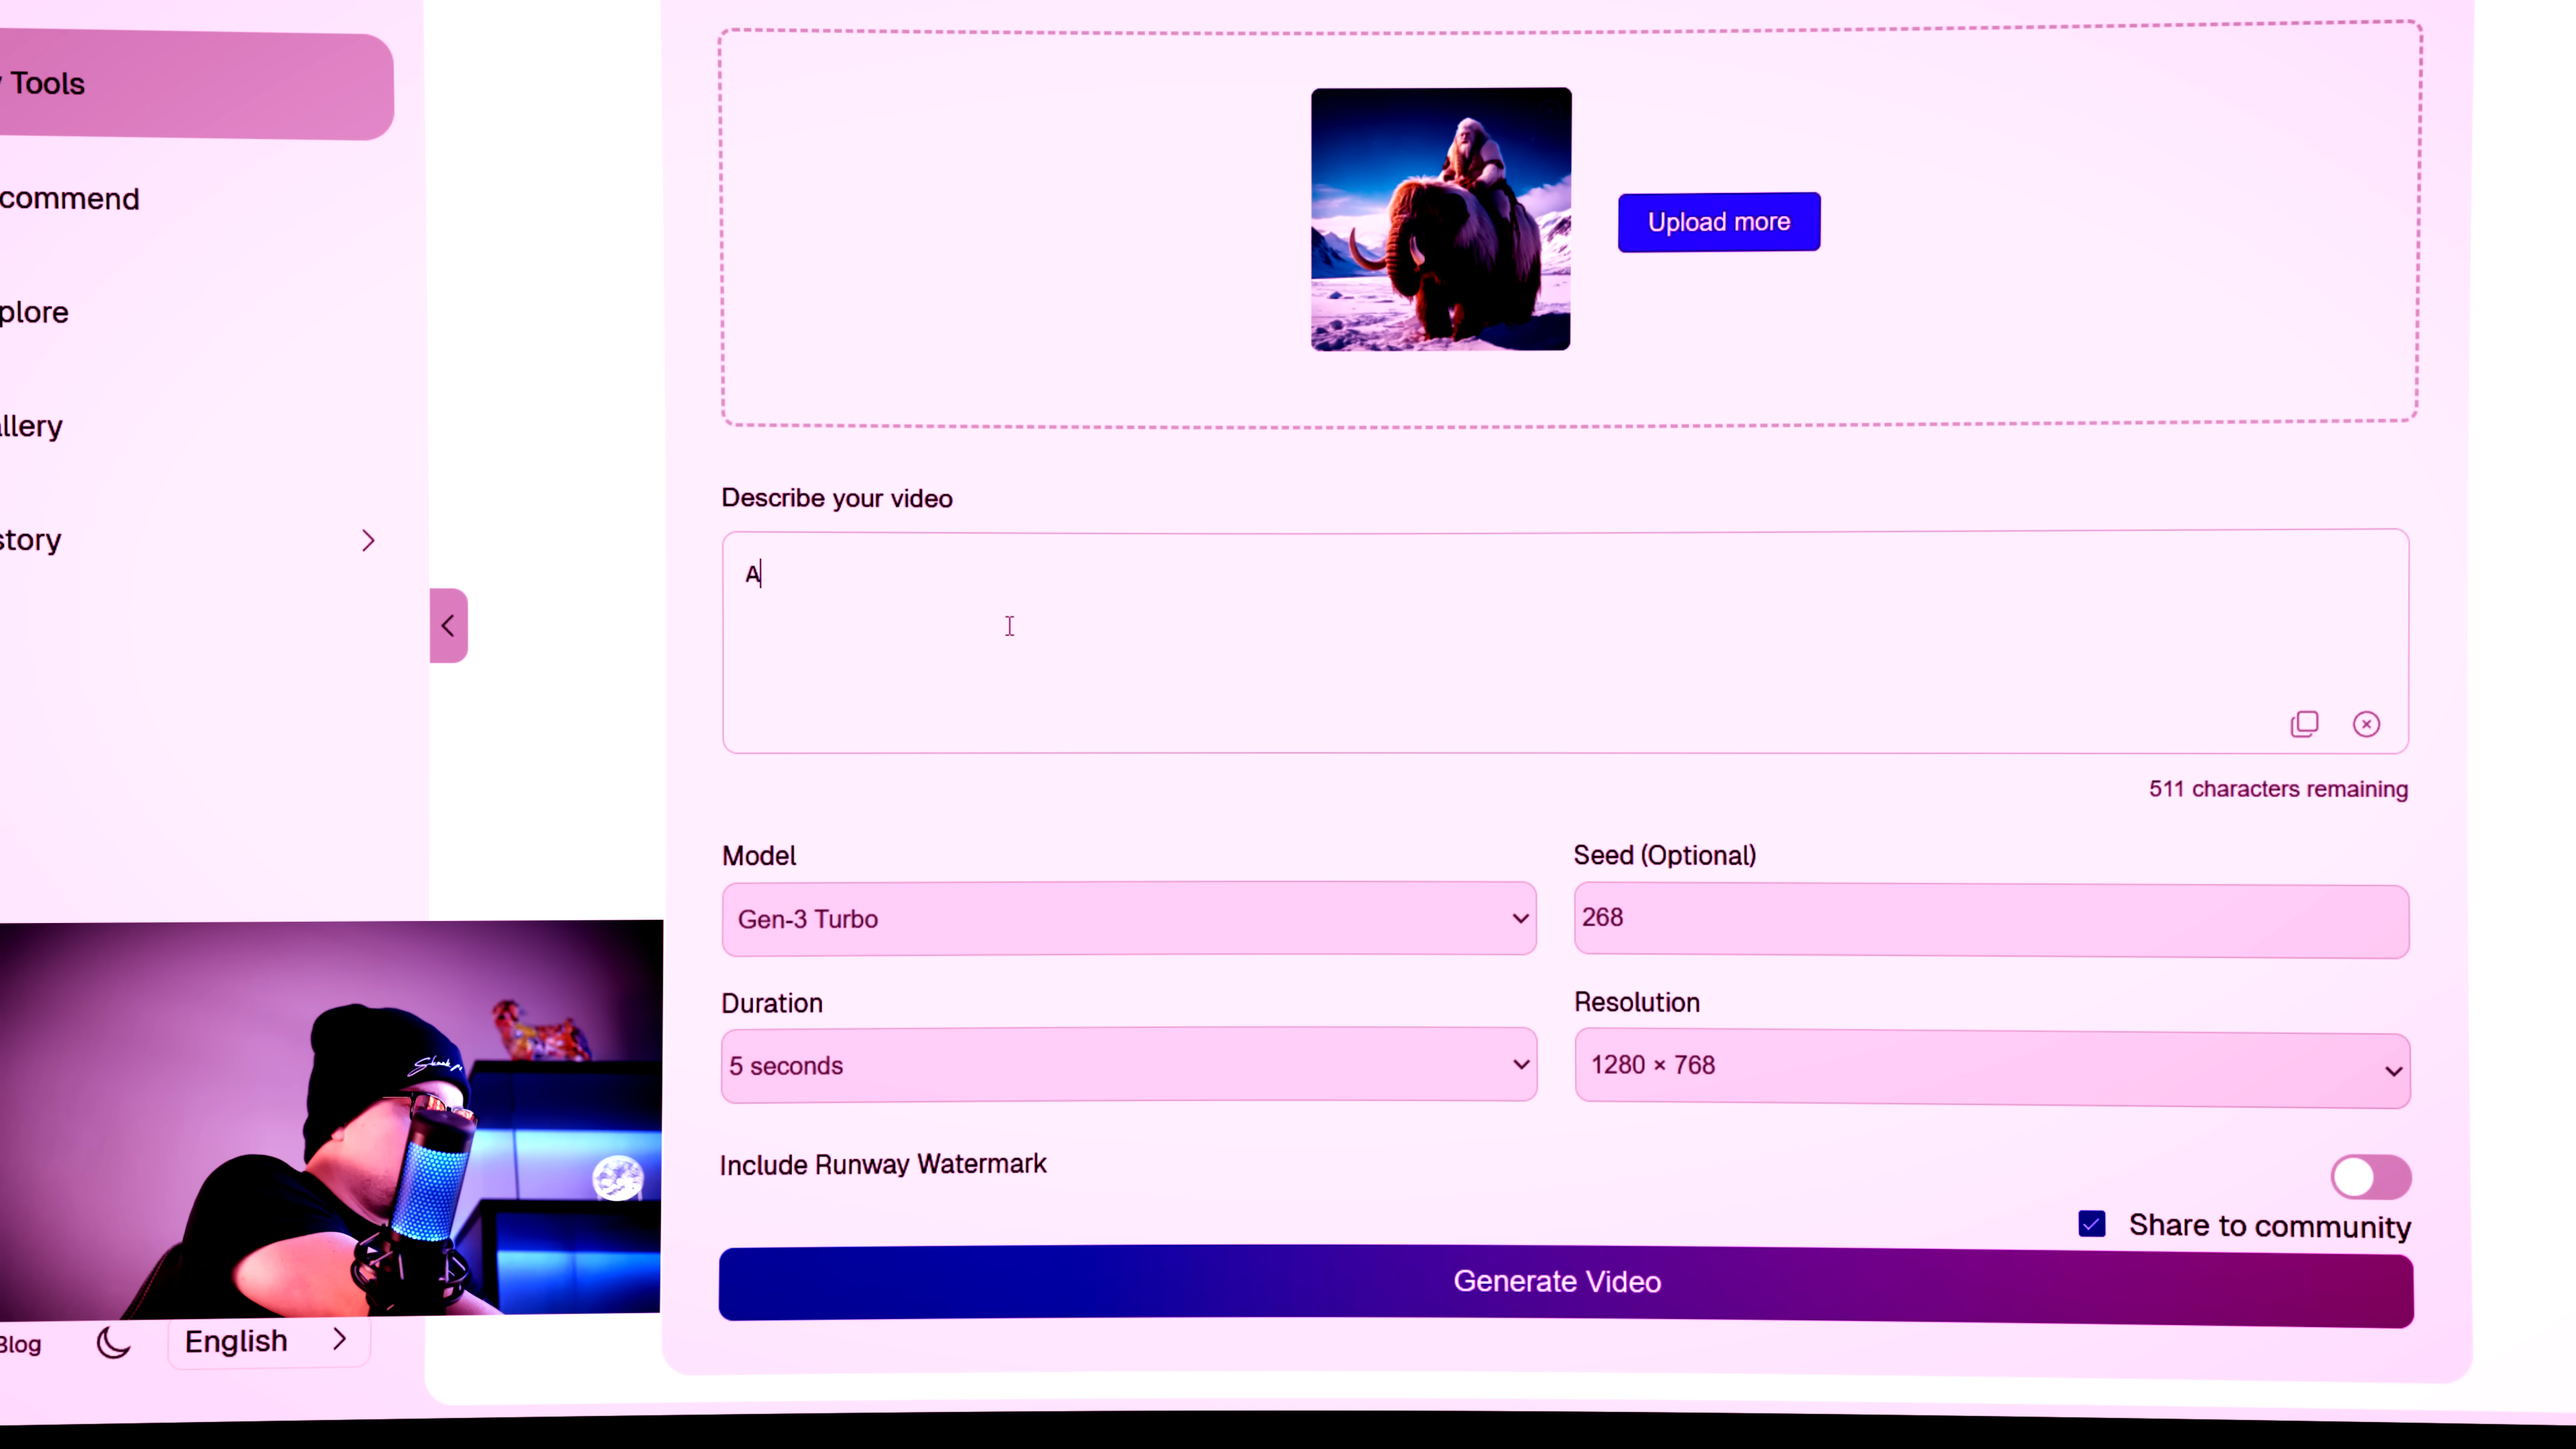 Tools
commend
plore
llery
story
Upload more
Describe your video
A
511 characters remaining
Model
Seed (Optional)
Gen-3 Turbo
268
Duration
Resolution
5 seconds
1280 × 768
Include Runway Watermark
Share to community
Generate Video
Blog
English